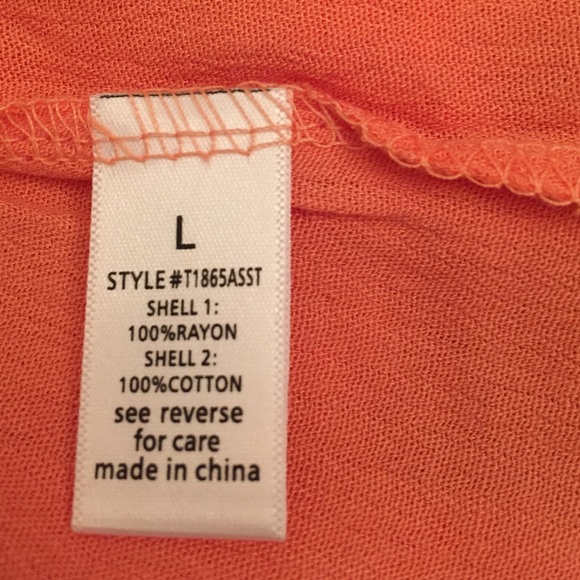 L
STYLE#T1865ASST
SHELL 1:
100%RAYON
SHELL 2:
100%COTTON
see reverse
for care
made in china